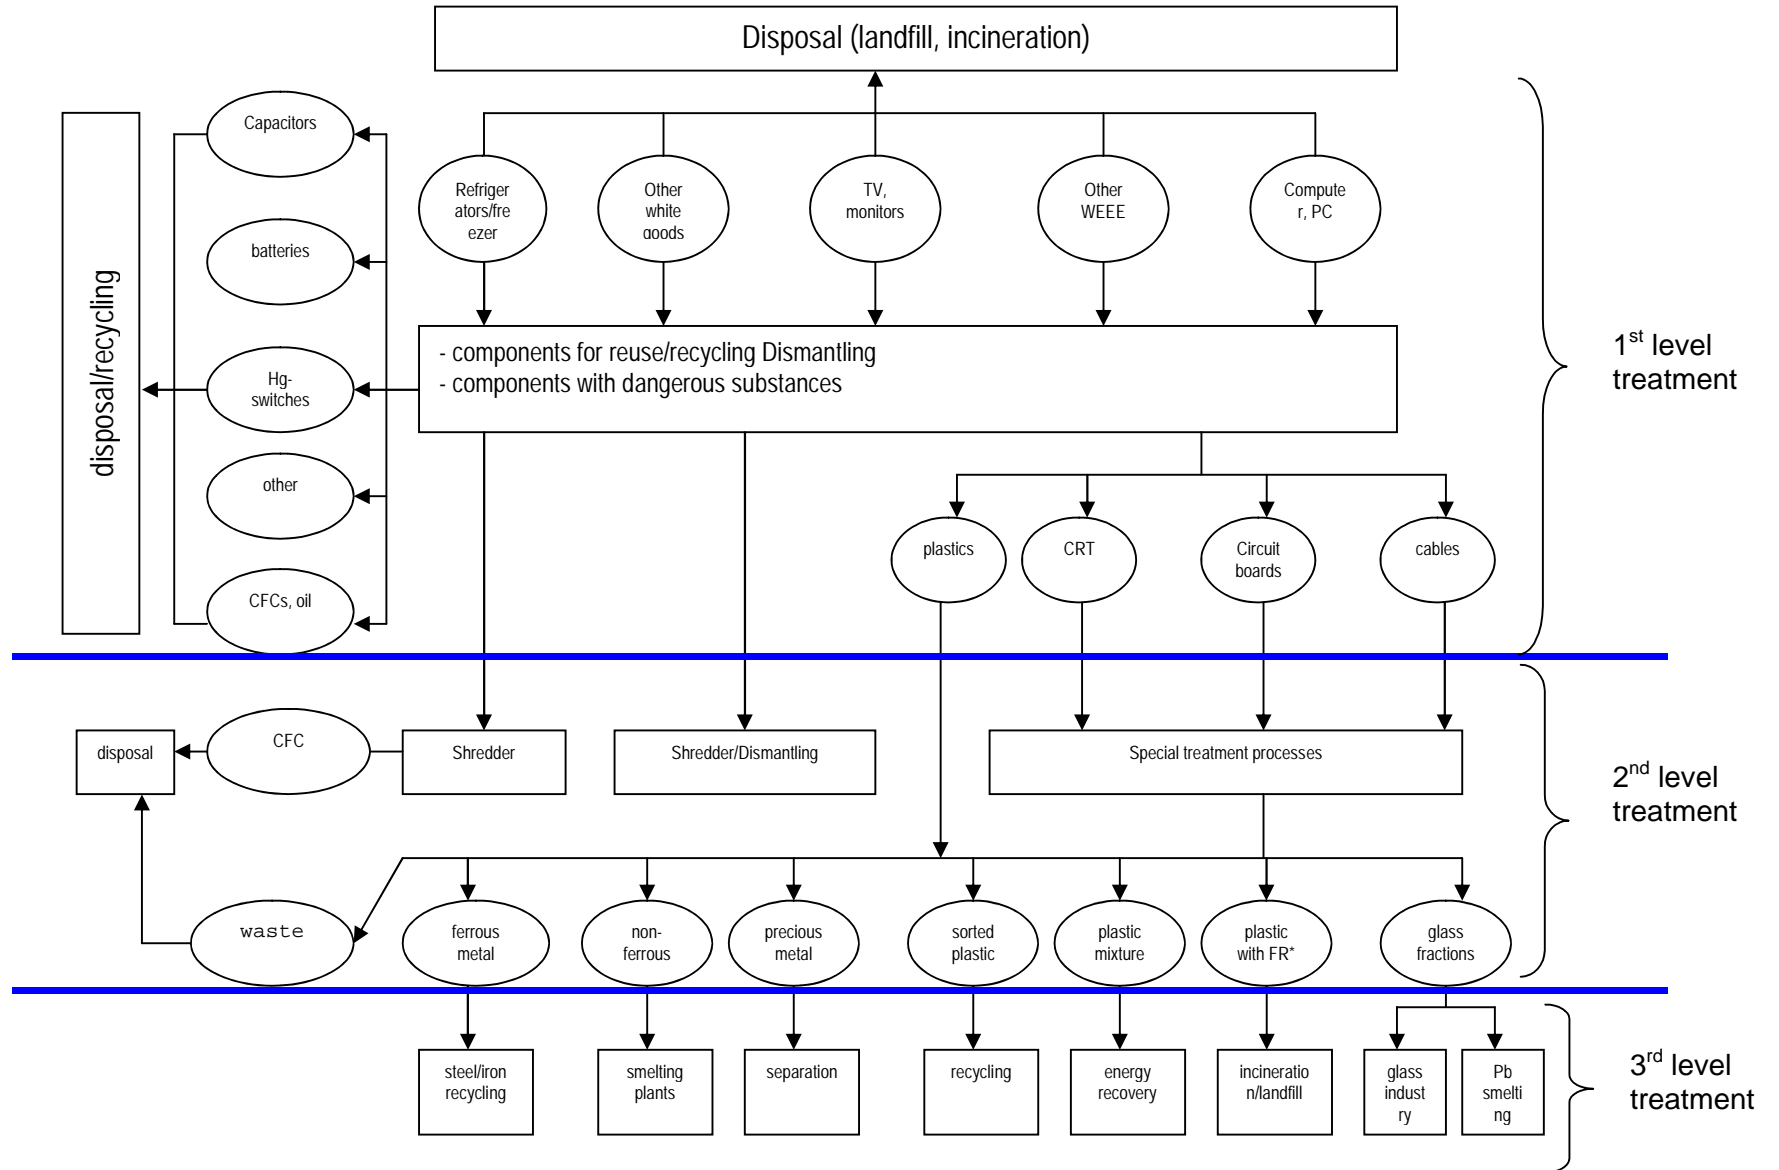 Disposal (landfill, incineration)
Capacitors
Refriger
ators/fre
ezer
Other
white
goods
TV,
monitors
Other
WEEE
Compute
r, PC
batteries
disposal/recycling
- components for reuse/recycling Dismantling
- components with dangerous substances
1st level
treatment
Hg-
switches
other
plastics
CRT
Circuit
boards
cables
CFCs, oil
disposal
CFC
Shredder
Shredder/Dismantling
Special treatment processes
2nd level
treatment
waste
ferrous
metal
non-
ferrous
precious
metal
sorted
plastic
plastic
mixture
plastic
with FR*
glass
fractions
steel/iron
recycling
smelting
plants
separation
recycling
energy
recovery
incineratio
n/landfill
glass
indust
ry
Pb
smelti
ng
3rd level
treatment